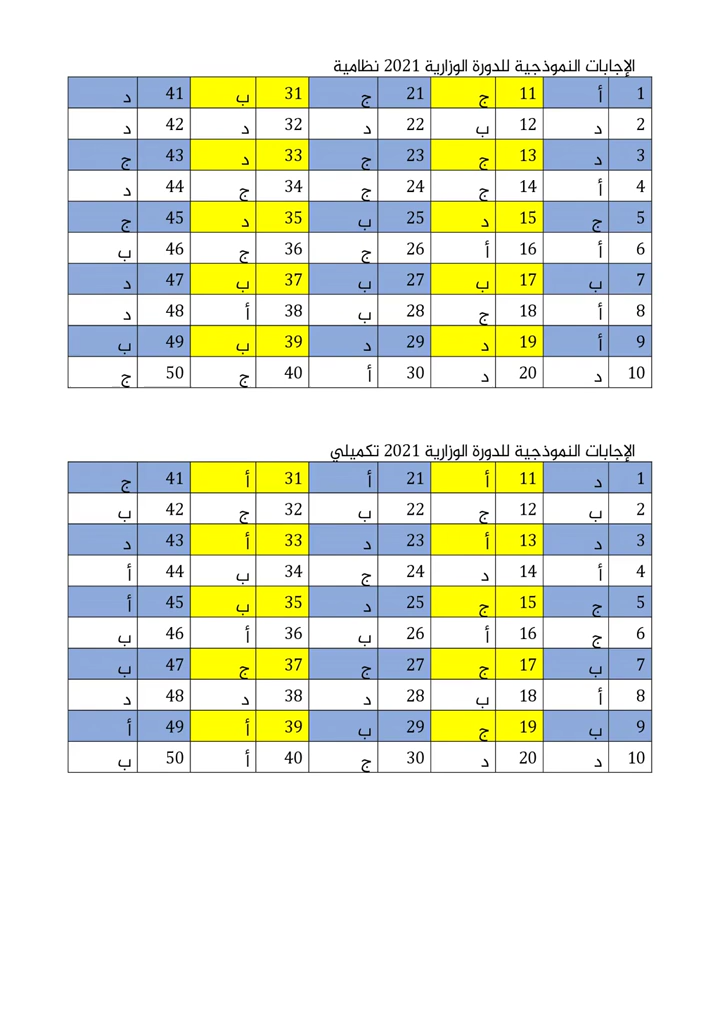 الإجابات النموذجية للدورة الوزارية 2021 نظامية
1 أ 11 ج 21 ج 31 ب 41 د
2 د 12 ب 22 د 32 د 42 د
3 د 13 ج 23 ج 33 د 43 ج
4 أ 14 ج 24 ج 34 ج 44 د
5 ج 15 د 25 ب 35 د 45 ج
6 أ 16 أ 26 ج 36 ج 46 ب
7 ب 17 ب 27 ب 37 ب 47 د
8 أ 18 ج 28 ب 38 أ 48 د
9 أ 19 د 29 د 39 ب 49 ب
10 د 20 د 30 أ 40 ج 50 ج
الإجابات النموذجية للدورة الوزارية 2021 تكميلي
1 د 11 أ 21 أ 31 أ 41 ج
2 ب 12 ج 22 ب 32 ج 42 ب
3 د 13 أ 23 د 33 أ 43 د
4 أ 14 د 24 ج 34 ب 44 أ
5 ج 15 ج 25 د 35 ب 45 أ
6 ج 16 أ 26 ب 36 أ 46 ب
7 ب 17 ج 27 ج 37 ج 47 ب
8 أ 18 ب 28 د 38 د 48 د
9 ب 19 ج 29 ب 39 أ 49 أ
10 د 20 د 30 ج 40 أ 50 ب